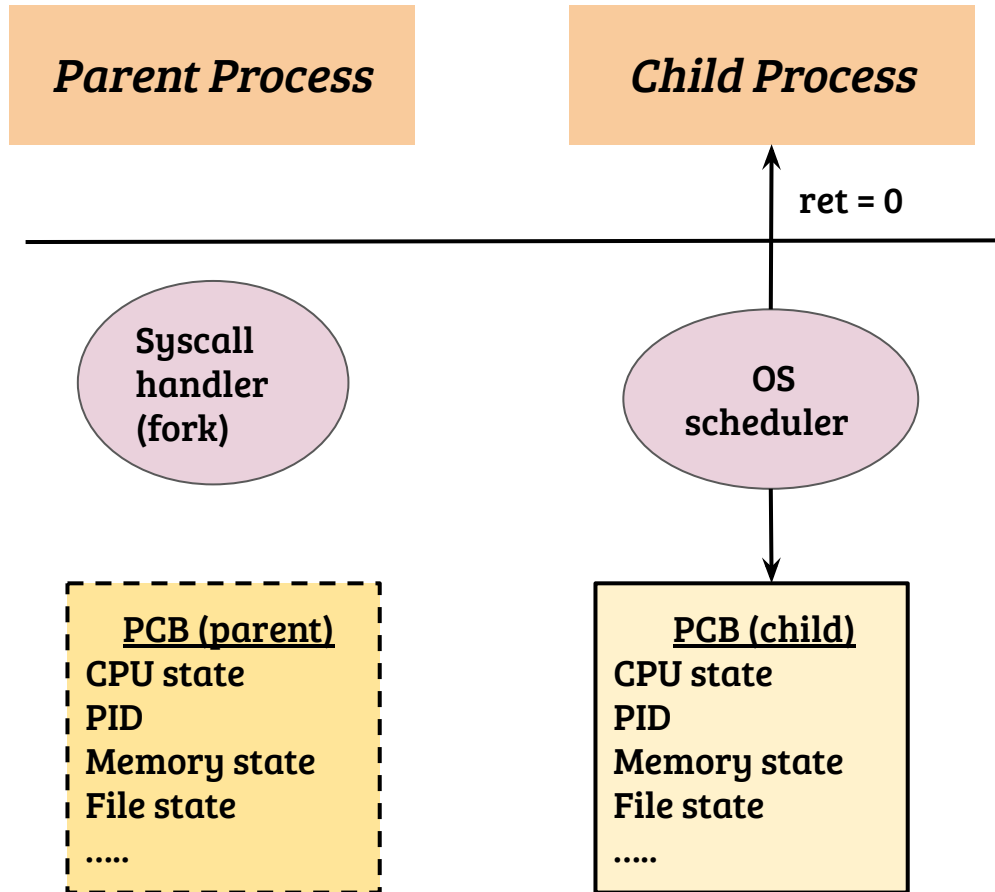 Parent Process
Child Process
ret = 0
Syscall
handler
(fork)
OS
scheduler
PCB (parent)
CPU state
PID
Memory state
File state
.....
PCB (child)
CPU state
PID
Memory state
File state
.....